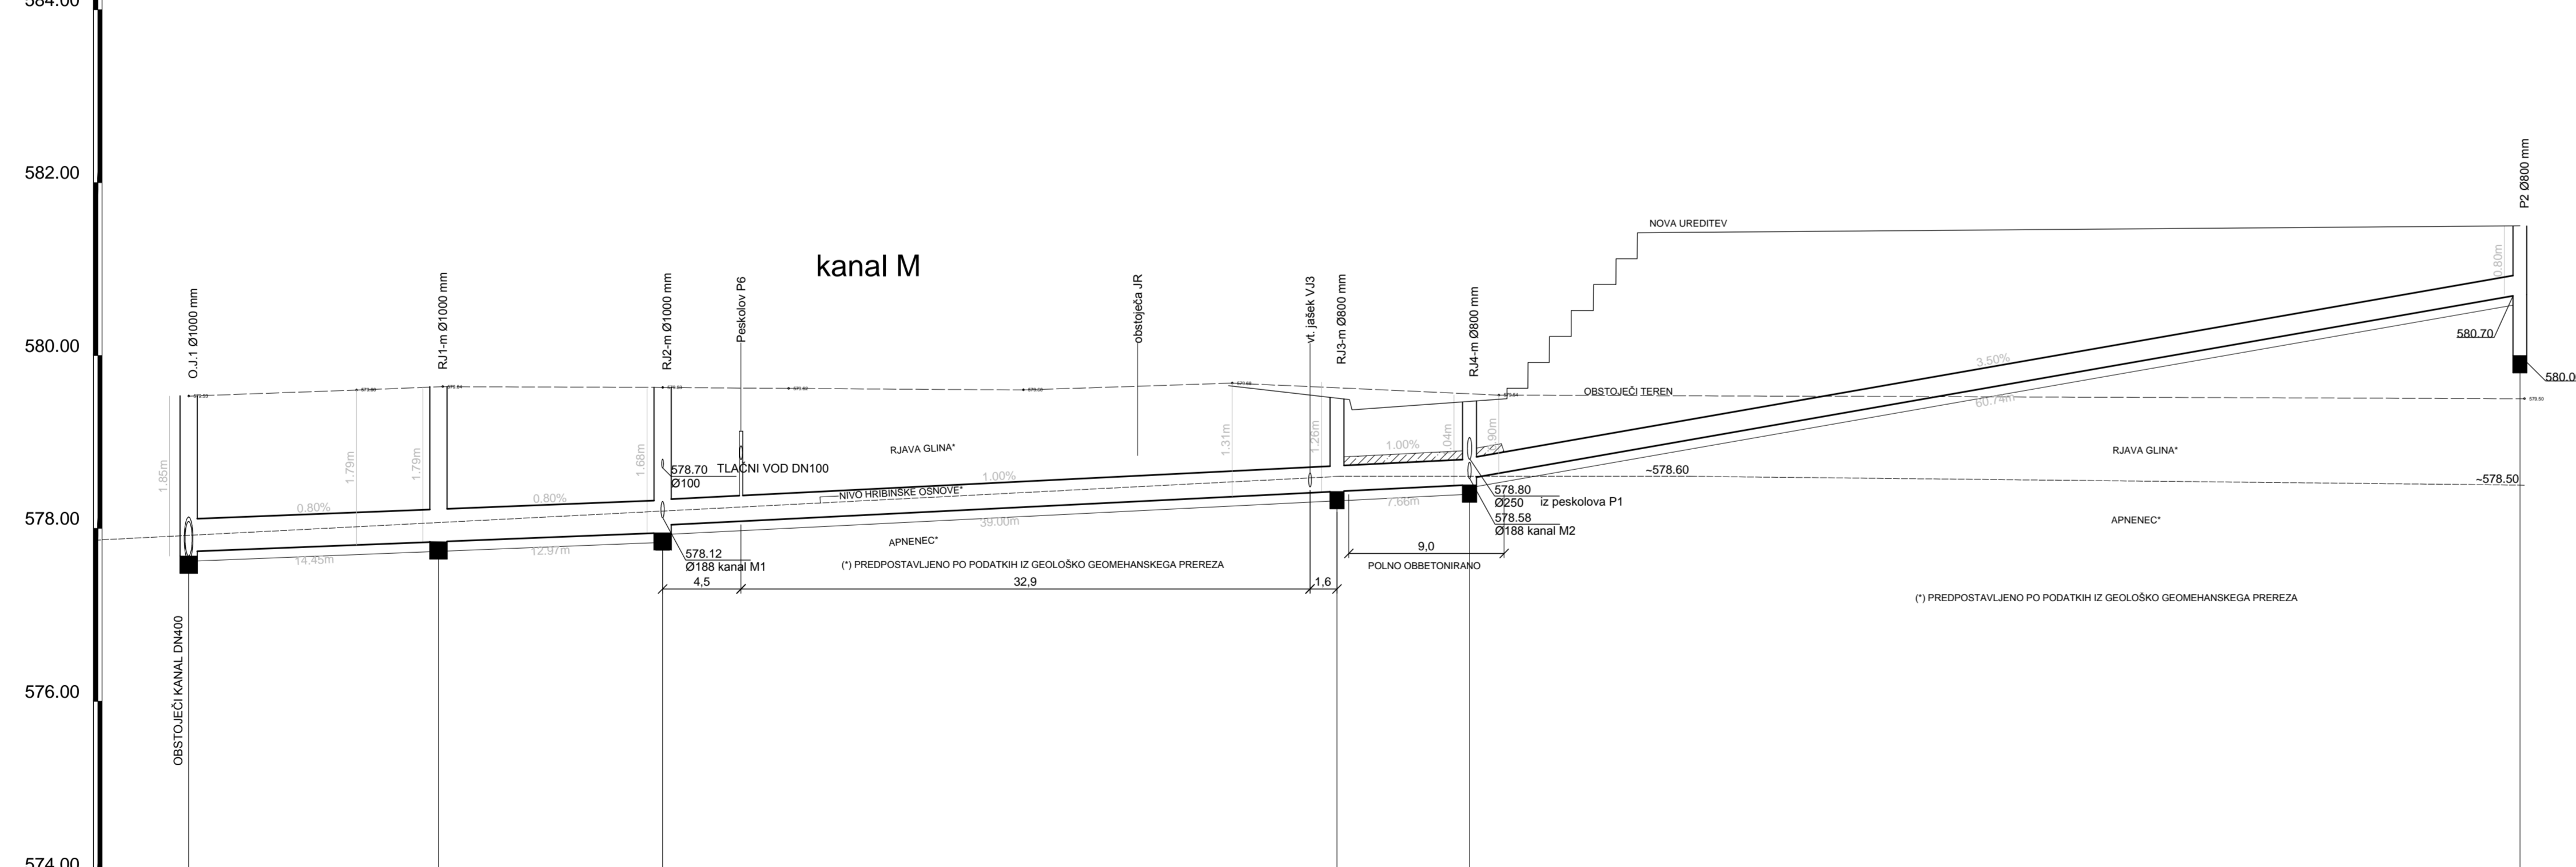 584.00
582.00
580.00
578.00
576.00
574.00
kanal M
O.J.1 Ø1000 mm
RJ1-m Ø1000 mm
RJ2-m Ø1000 mm
Peskolov P6
obstoječa JR
vt. jašek VJ3
RJ3-m Ø800 mm
RJ4-m Ø800 mm
P2 Ø800 mm
NOVA UREDITEV
OBSTOJEČI TEREN
580.70
580.0
0.80m
3.50%
60.74m
1.85m
1.79m
1.79m
1.68m
1.31m
1.26m
.04m
.90m
0.80%
14.45m
0.80%
12.97m
1.00%
39.00m
1.00%
7.66m
578.70 TLAČNI VOD DN100
Ø100
RJAVA GLINA*
NIVO HRIBINSKE OSNOVE*
APNENEC*
578.12
Ø188 kanal M1
(*) PREDPOSTAVLJENO PO PODATKIH IZ GEOLOŠKO GEOMEHANSKEGA PREREZA
4,5
32,9
1,6
578.80
Ø250 iz peskolova P1
578.58
Ø188 kanal M2
9,0
POLNO OBBETONIRANO
~578.60
RJAVA GLINA*
~578.50
579.50
APNENEC*
(*) PREDPOSTAVLJENO PO PODATKIH IZ GEOLOŠKO GEOMEHANSKEGA PREREZA
OBSTOJEČI KANAL DN400